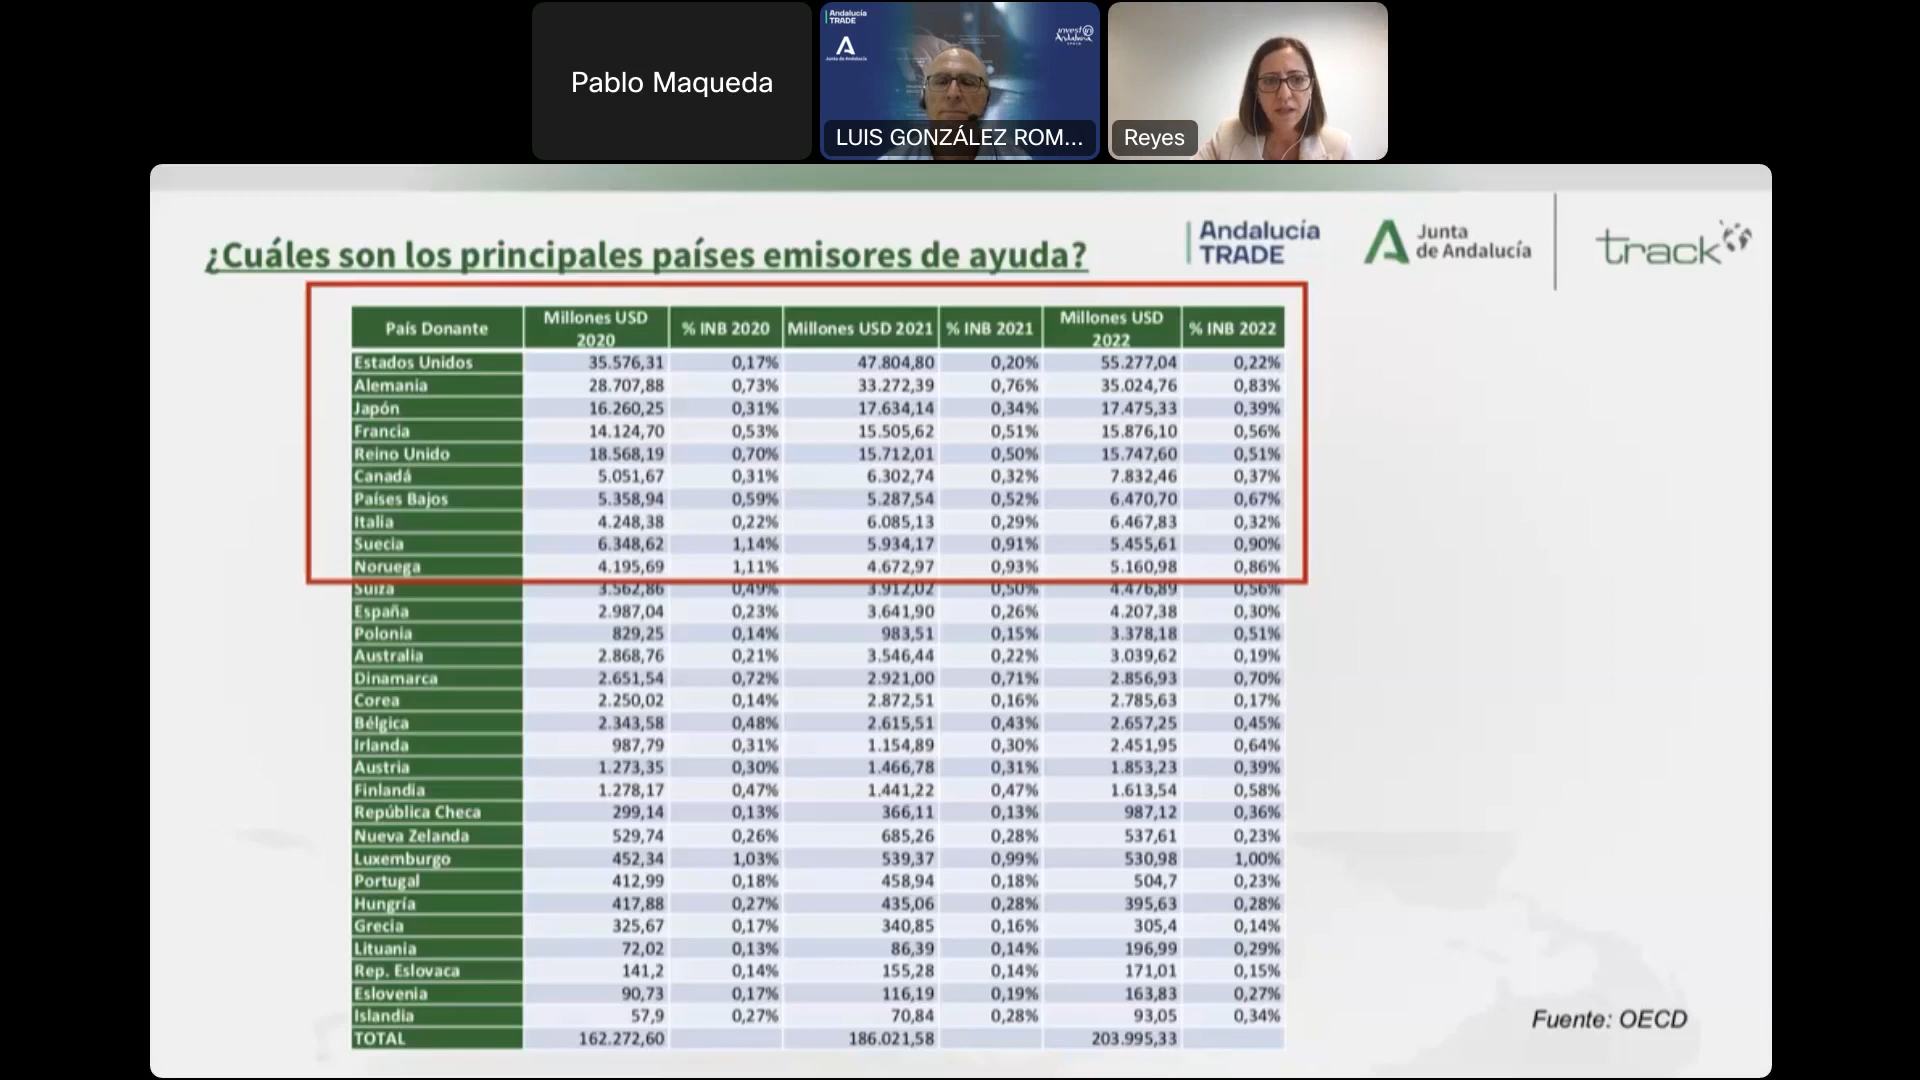 Pablo Maqueda
Andalucía
TRADE
Junta de Andalucía
invest in
Andalucía
SPAIN
LUIS GONZÁLEZ ROM...
Reyes
¿Cuáles son los principales países emisores de ayuda?
Andalucía
TRADE
Junta
de Andalucía
track
País Donante Millones USD 2020 % INB 2020 Millones USD 2021 % INB 2021 Millones USD 2022 % INB 2022
Estados Unidos 35.576,31 0,17% 47.804,80 0,20% 55.277,04 0,22%
Alemania 28.707,88 0,73% 33.272,39 0,76% 35.024,76 0,83%
Japón 16.260,25 0,31% 17.634,14 0,34% 17.475,33 0,39%
Francia 14.124,70 0,53% 15.505,62 0,51% 15.876,10 0,56%
Reino Unido 18.568,19 0,70% 15.712,01 0,50% 15.747,60 0,51%
Canadá 5.051,67 0,31% 6.302,74 0,32% 7.832,46 0,37%
Países Bajos 5.358,94 0,59% 5.287,54 0,52% 6.470,70 0,67%
Italia 4.248,38 0,22% 6.085,13 0,29% 6.467,83 0,32%
Suecia 6.348,62 1,14% 5.934,17 0,91% 5.455,61 0,90%
Noruega 4.195,69 1,11% 4.672,97 0,93% 5.160,98 0,86%
Suiza 3.562,86 0,49% 3.912,02 0,50% 4.476,89 0,56%
España 2.987,04 0,23% 3.641,90 0,26% 4.207,38 0,30%
Polonia 829,25 0,14% 983,51 0,15% 3.378,18 0,51%
Australia 2.868,76 0,21% 3.546,44 0,22% 3.039,62 0,19%
Dinamarca 2.651,54 0,72% 2.921,00 0,71% 2.856,93 0,70%
Corea 2.250,02 0,14% 2.872,51 0,16% 2.785,63 0,17%
Bélgica 2.343,58 0,48% 2.615,51 0,43% 2.657,25 0,45%
Irlanda 987,79 0,31% 1.154,89 0,30% 2.451,95 0,64%
Austria 1.273,35 0,30% 1.466,78 0,31% 1.853,23 0,39%
Finlandia 1.278,17 0,47% 1.441,22 0,47% 1.613,54 0,58%
República Checa 299,14 0,13% 366,11 0,13% 987,12 0,36%
Nueva Zelanda 529,74 0,26% 685,26 0,28% 537,61 0,23%
Luxemburgo 452,34 1,03% 539,37 0,99% 530,98 1,00%
Portugal 412,99 0,18% 458,94 0,18% 504,7 0,23%
Hungría 417,88 0,27% 435,06 0,28% 395,63 0,28%
Grecia 325,67 0,17% 340,85 0,16% 305,4 0,14%
Lituania 72,02 0,13% 86,39 0,14% 196,99 0,29%
Rep. Eslovaca 141,2 0,14% 155,28 0,14% 171,01 0,15%
Eslovenia 90,73 0,17% 116,19 0,19% 163,83 0,27%
Islandia 57,9 0,27% 70,84 0,28% 93,05 0,34%
TOTAL 162.272,60 186.021,58 203.995,33
Fuente: OECD